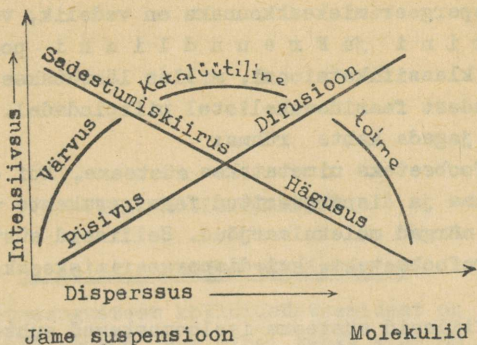 Katalüütiline toime
Sadestumiskiirus
Difusioon
Värvus
Intensiivsus
Püsivus
Hägusus
Disperssus
Jäme suspensioon Molekulid